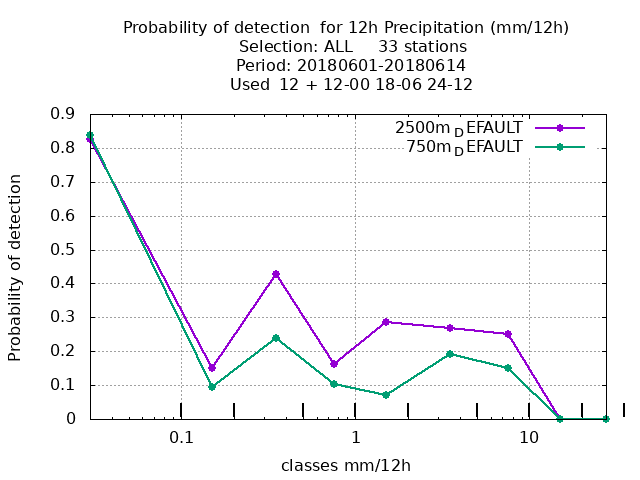 Probability of detection  for 12h Precipitation (mm/12h)
Selection: ALL     33 stations
Period: 20180601-20180614
Used  12 + 12-00 18-06 24-12
2500m_DEFAULT
750m_DEFAULT
Probability of detection
0.9
0.8
0.7
0.6
0.5
0.4
0.3
0.2
0.1
0
0.1 1 10
classes mm/12h